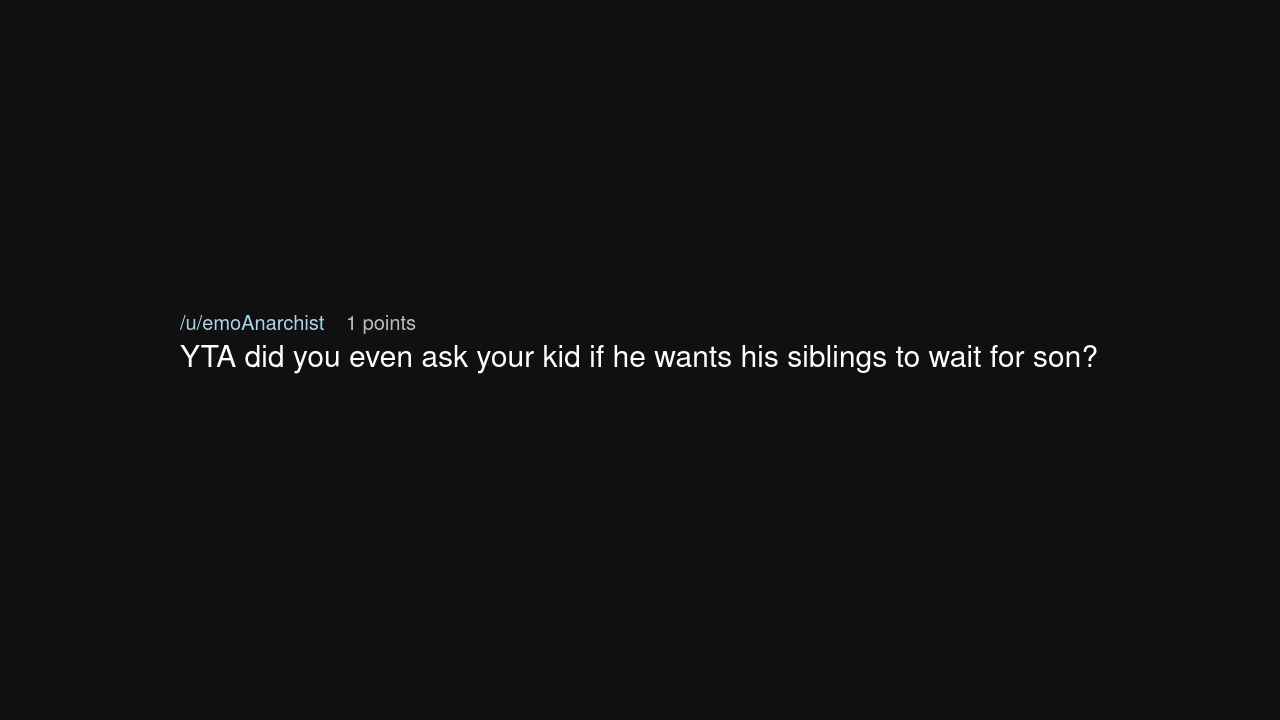 /u/emoAnarchist 1 points
YTA did you even ask your kid if he wants his siblings to wait for son?